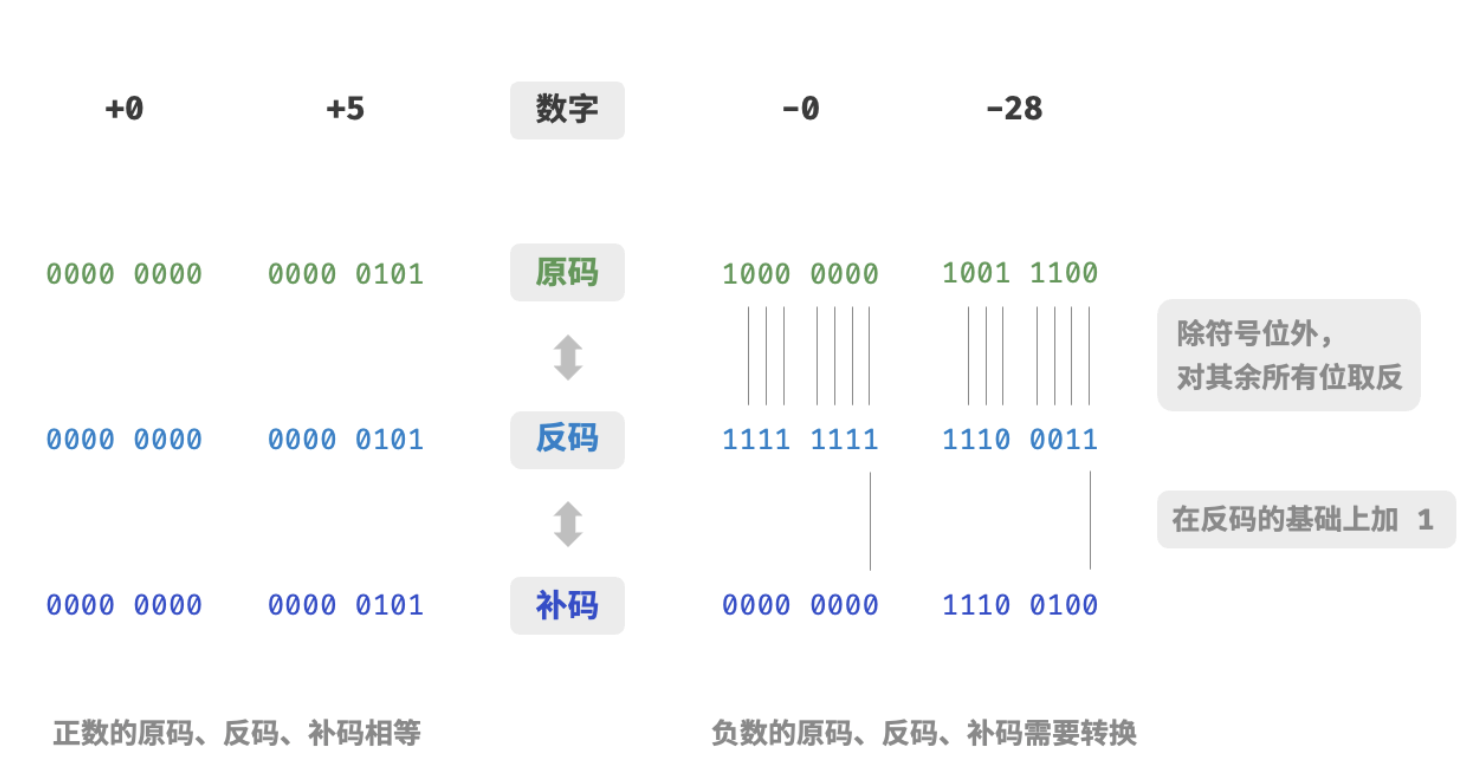 +0 +5 数字 -0 -28
0000 0000 0000 0101 原码 1000 0000 1001 1100
除符号位外，
对其余所有位取反
0000 0000 0000 0101 反码 1111 1111 1110 0011
在反码的基础上加 1
0000 0000 0000 0101 补码 0000 0000 1110 0100
正数的原码、反码、补码相等 负数的原码、反码、补码需要转换